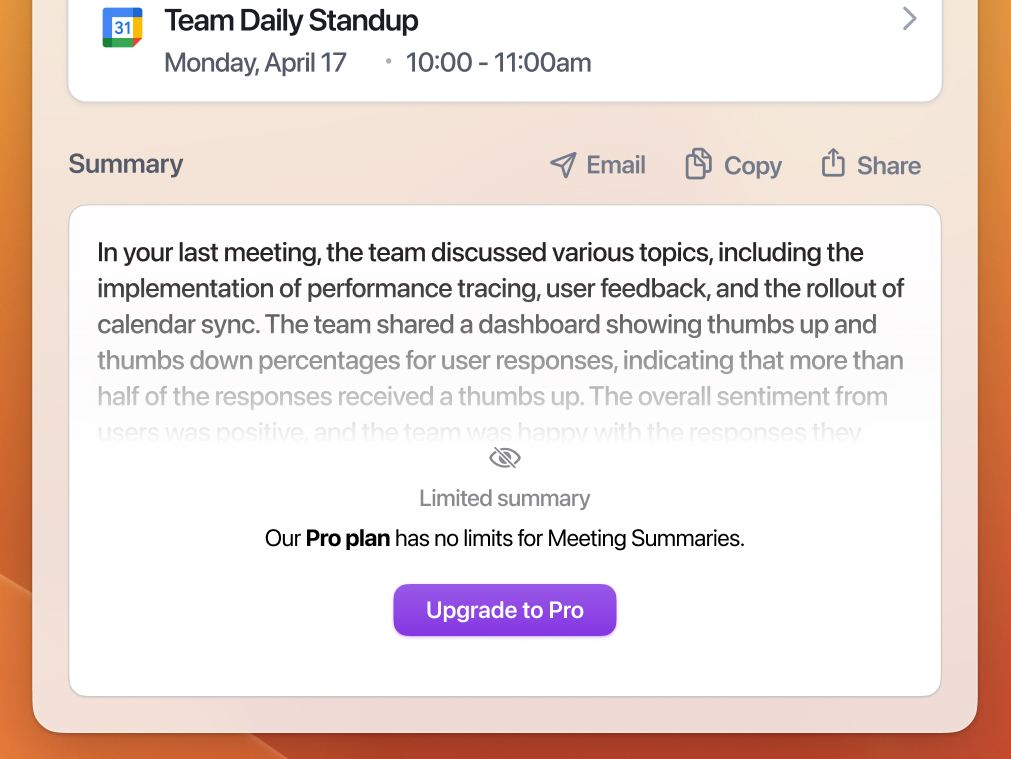 31
Team Daily Standup
Monday, April 17 • 10:00 - 11:00am
Summary Email Copy Share
In your last meeting, the team discussed various topics, including the
implementation of performance tracing, user feedback, and the rollout of
calendar sync. The team shared a dashboard showing thumbs up and
thumbs down percentages for user responses, indicating that more than
half of the responses received a thumbs up. The overall sentiment from
users was positive, and the team was happy with the responses they
Limited summary
Our Pro plan has no limits for Meeting Summaries.
Upgrade to Pro